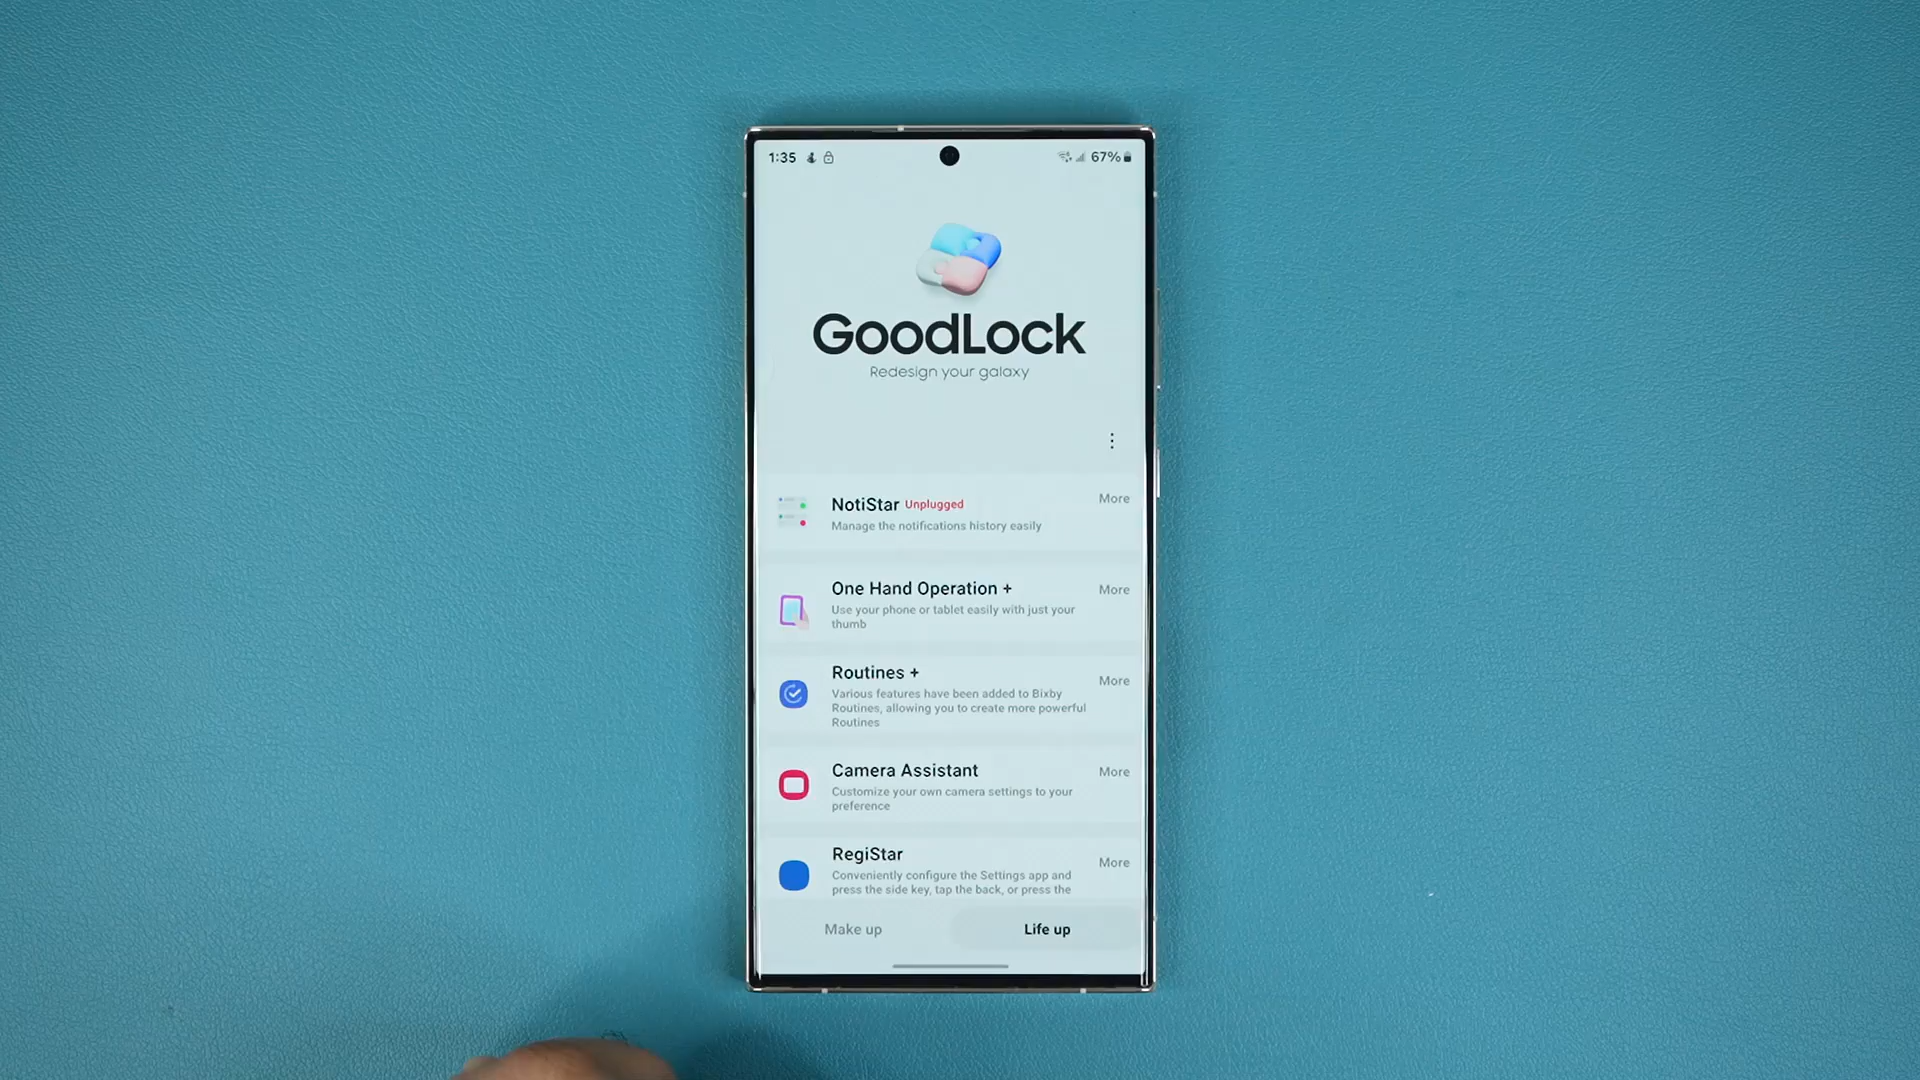 1:35
67%
GoodLock
Redesign your galaxy
NotiStar Unplugged
More
Manage the notifications history easily
One Hand Operation +
More
Use your phone or tablet easily with just your
thumb
Routines +
More
Various features have been added to Bixby
Routines, allowing you to create more powerful
Routines
Camera Assistant
More
Customize your own camera settings to your
preference
RegiStar
More
Conveniently configure the Settings app and
press the side key, tap the back, or press the
Make up
Life up